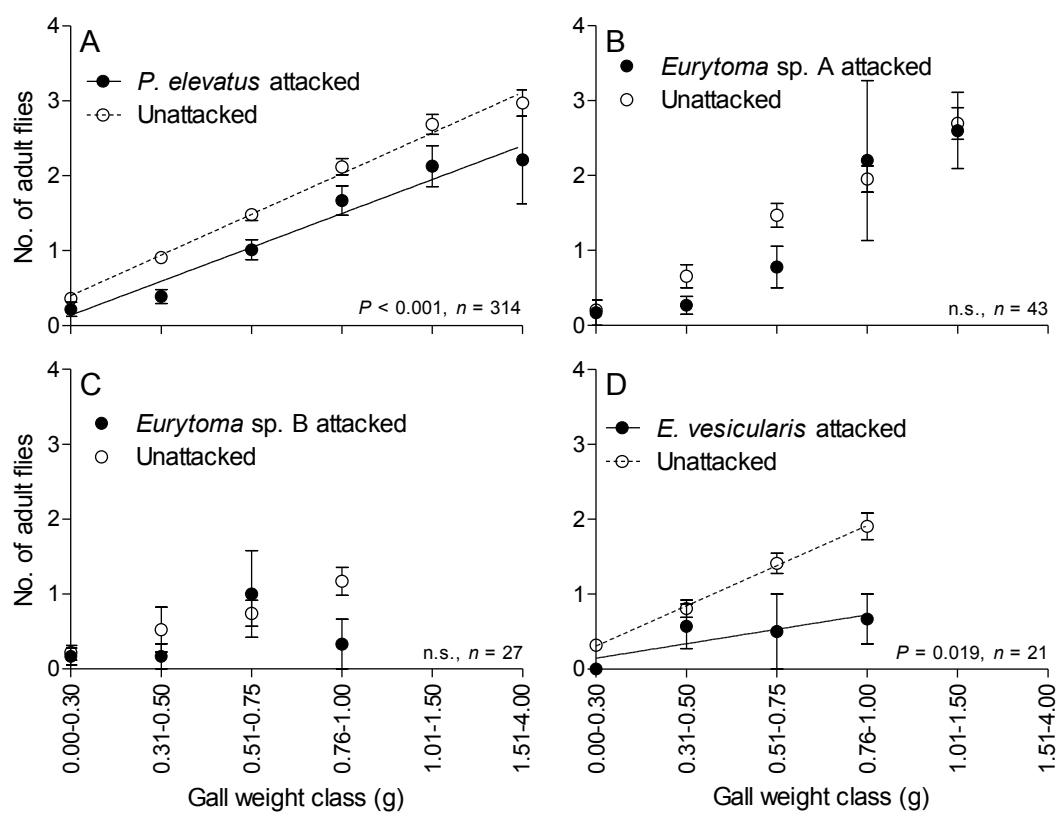 A
P. elevatus attacked
Unattacked
No. of adult flies
4
3
2
1
0
P < 0.001, n = 314
B
Eurytoma sp. A attacked
Unattacked
4
3
2
1
0
n.s., n = 43
C
Eurytoma sp. B attacked
Unattacked
No. of adult flies
4
3
2
1
0
n.s., n = 27
0.00-0.30
0.31-0.50
0.51-0.75
0.76-1.00
1.01-1.50
1.51-4.00
Gall weight class (g)
D
E. vesicularis attacked
Unattacked
4
3
2
1
0
P = 0.019, n = 21
0.00-0.30
0.31-0.50
0.51-0.75
0.76-1.00
1.01-1.50
1.51-4.00
Gall weight class (g)